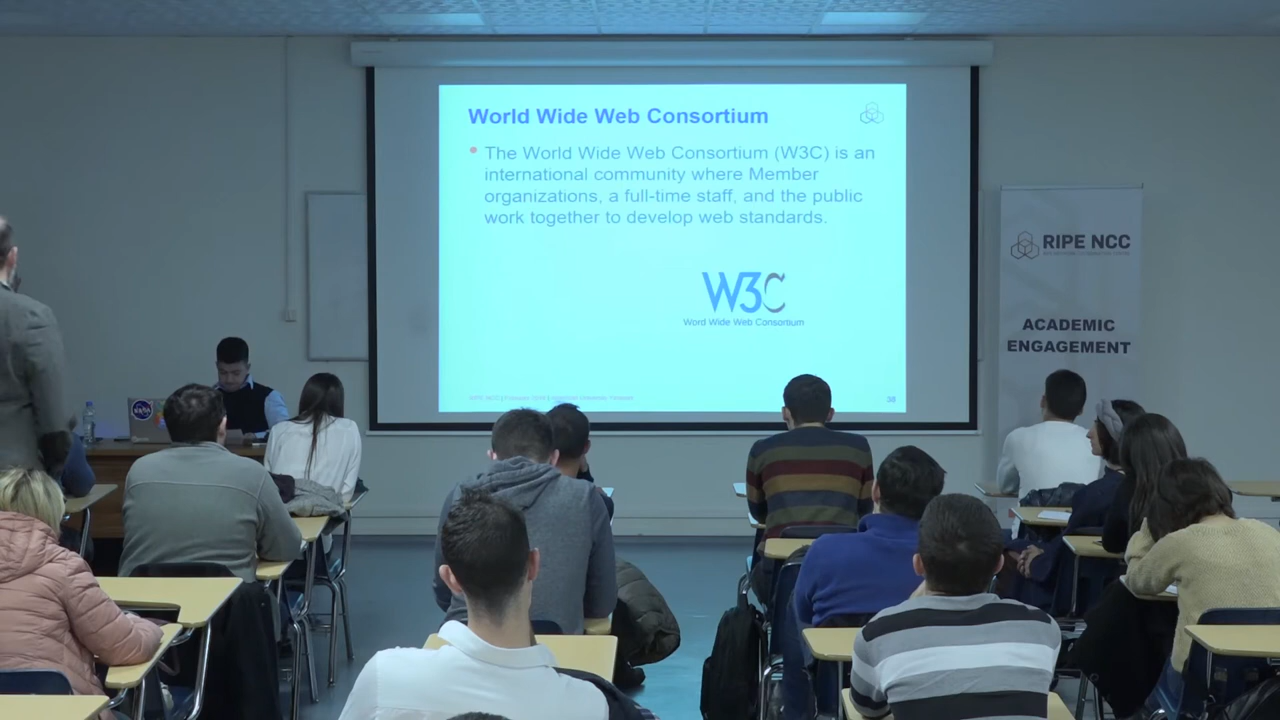 World Wide Web Consortium
The World Wide Web Consortium (W3C) is an
international community where Member
organizations, a full-time staff, and the public
work together to develop web standards.
W3C
Word Wide Web Consortium
38
RIPE NCC
ACADEMIC
ENGAGEMENT
NASA